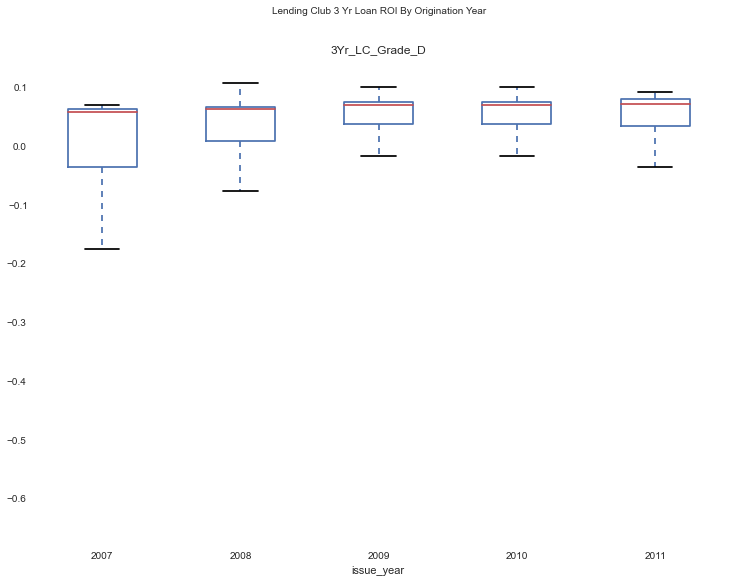 Lending Club 3 Yr Loan ROI By Origination Year
3Yr_LC_Grade_D
0.1
0.0
−0.1
−0.2
−0.3
−0.4
−0.5
−0.6
2007 2008 2009 2010 2011
issue_year